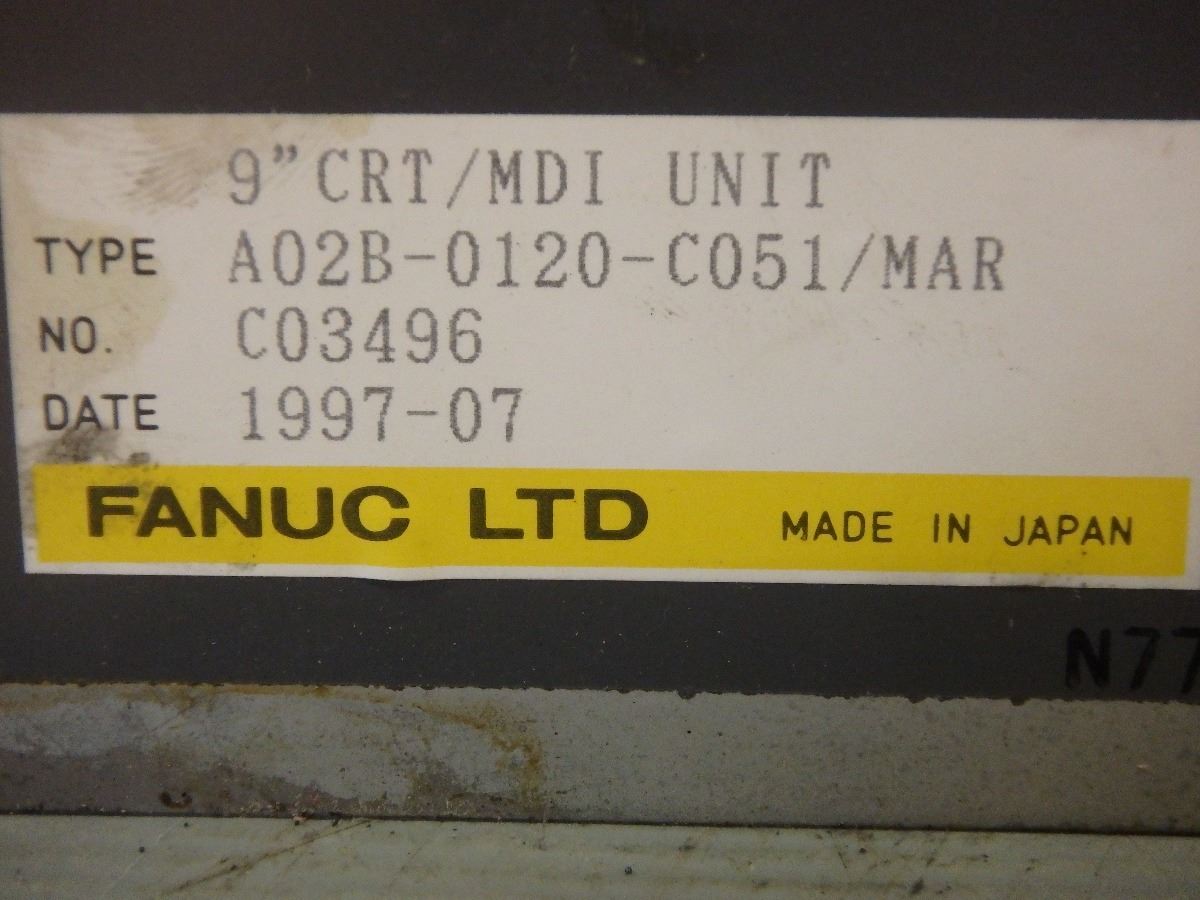 9" CRT/MDI UNIT
TYPE A02B-0120-C051/MAR
NO. C03496
DATE 1997-07
FANUC LTD MADE IN JAPAN
N77